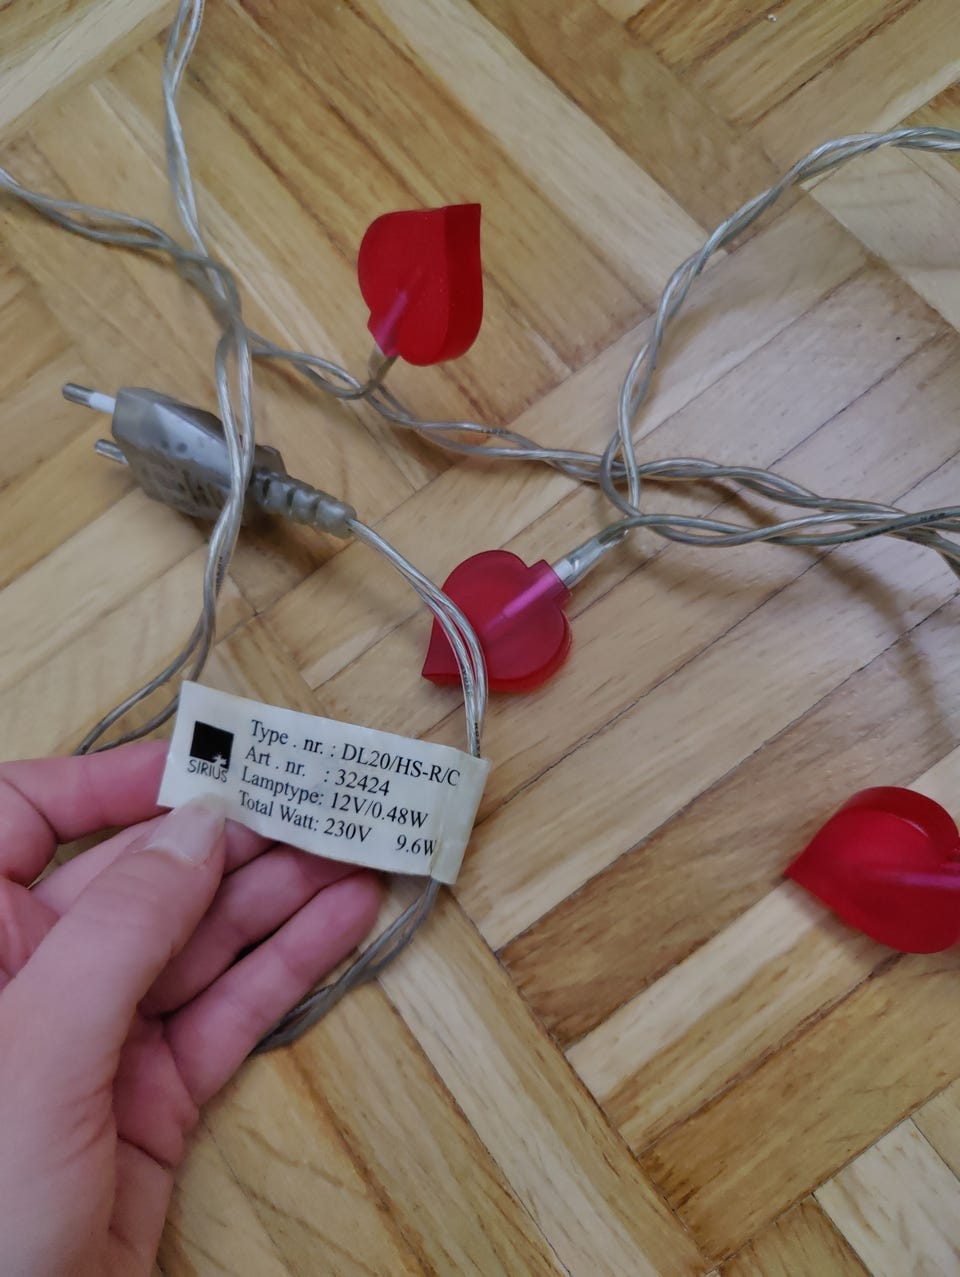 SIRIUS
Type . nr. : DL20/HS-R/C
Art . nr. : 32424
Lamptype: 12V/0.48W
Total Watt: 230V 9.6W